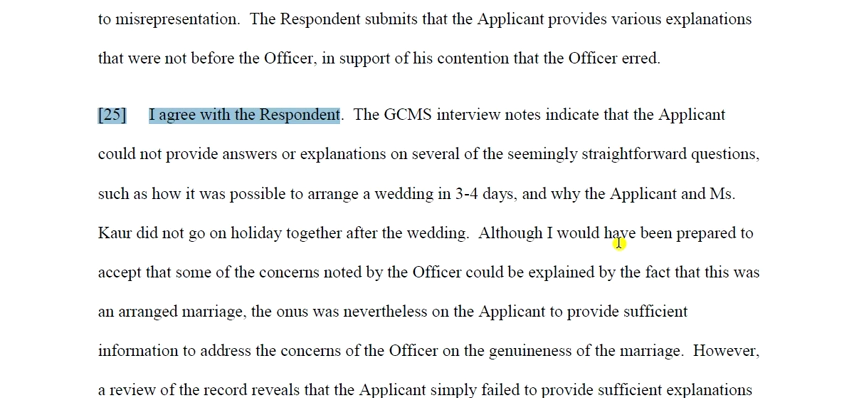 to misrepresentation.  The Respondent submits that the Applicant provides various explanations
that were not before the Officer, in support of his contention that the Officer erred.
[25]  I agree with the Respondent.  The GCMS interview notes indicate that the Applicant
could not provide answers or explanations on several of the seemingly straightforward questions,
such as how it was possible to arrange a wedding in 3-4 days, and why the Applicant and Ms.
Kaur did not go on holiday together after the wedding.  Although I would have been prepared to
accept that some of the concerns noted by the Officer could be explained by the fact that this was
an arranged marriage, the onus was nevertheless on the Applicant to provide sufficient
information to address the concerns of the Officer on the genuineness of the marriage.  However,
a review of the record reveals that the Applicant simply failed to provide sufficient explanations